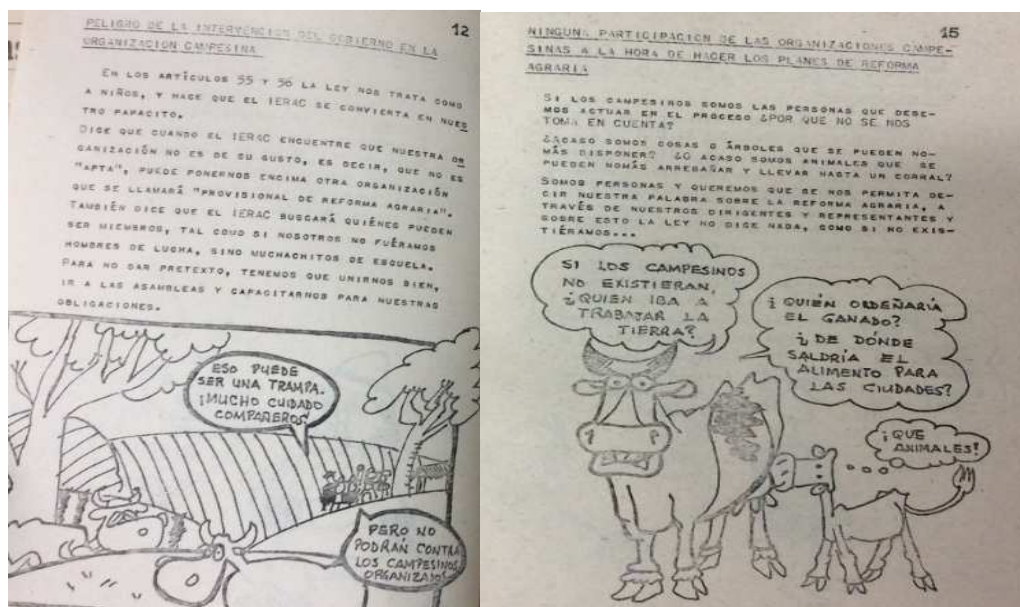 12
PELIGRO DE LA INTERVENCIÓN DEL GOBIERNO EN LA
ORGANIZACION CAMPESINA
EN LOS ARTÍCULOS 55 Y 56 LA LEY NOS TRATA COMO
A NIÑOS, Y HACE QUE EL IERAC SE CONVIERTA EN NUES
TRO PAPACITO.
DICE QUE CUANDO EL IERAC ENCUENTRE QUE NUESTRA OR
GANIZACIÓN NO ES DE SU GUSTO, ES DECIR, QUE NO ES
"APTA", PUEDE PONERNOS ENCIMA OTRA ORGANIZACIÓN
QUE SE LLAMARÁ "PROVISIONAL DE REFORMA AGRARIA".
TAMBIÉN DICE QUE EL IERAC BUSCARÁ QUIÉNES PUEDEN
SER MIEMBROS, TAL COMO SI NOSOTROS NO FUÉRAMOS
HOMBRES DE LUCHA, SINO MUCHACHITOS DE ESCUELA.
PARA NO DAR PRETEXTO, TENEMOS QUE UNIRNOS BIEN,
IR A LAS ASAMBLEAS Y CAPACITARNOS PARA NUESTRAS
OBLIGACIONES.
ESO PUEDE
SER UNA TRAMPA.
¡MUCHO CUIDADO
COMPAÑEROS!
PERO NO
PODRÁN CONTRA
LOS CAMPESINOS
ORGANIZADOS
15
NINGUNA PARTICIPACION DE LAS ORGANIZACIONES CAMPE-
SINAS A LA HORA DE HACER LOS PLANES DE REFORMA
AGRARIA
SI LOS CAMPESINOS SOMOS LAS PERSONAS QUE DEBE-
MOS ACTUAR EN EL PROCESO ¿POR QUE NO SE NOS
TOMA EN CUENTA?
¿ACASO SOMOS COSAS O ÁRBOLES QUE SE PUEDEN NO-
MÁS DISPONER? ¿O ACASO SOMOS ANIMALES QUE SE
PUEDEN NOMÁS ARREBAÑAR Y LLEVAR HASTA UN CORRAL?
SOMOS PERSONAS Y QUEREMOS QUE SE NOS PERMITA DE-
CIR NUESTRA PALABRA SOBRE LA REFORMA AGRARIA, A
TRAVÉS DE NUESTROS DIRIGENTES Y REPRESENTANTES Y
SOBRE ESTO LA LEY NO DICE NADA, COMO SI NO EXIS-
TIÉRAMOS...
SI LOS CAMPESINOS
NO EXISTIERAN,
¿QUIEN IBA A
TRABAJAR LA
TIERRA?
¿QUIÉN ORDEÑARÍA
EL GANADO?
¿DE DÓNDE
SALDRÍA EL
ALIMENTO PARA
LAS CIUDADES?
¡QUE
ANIMALES!